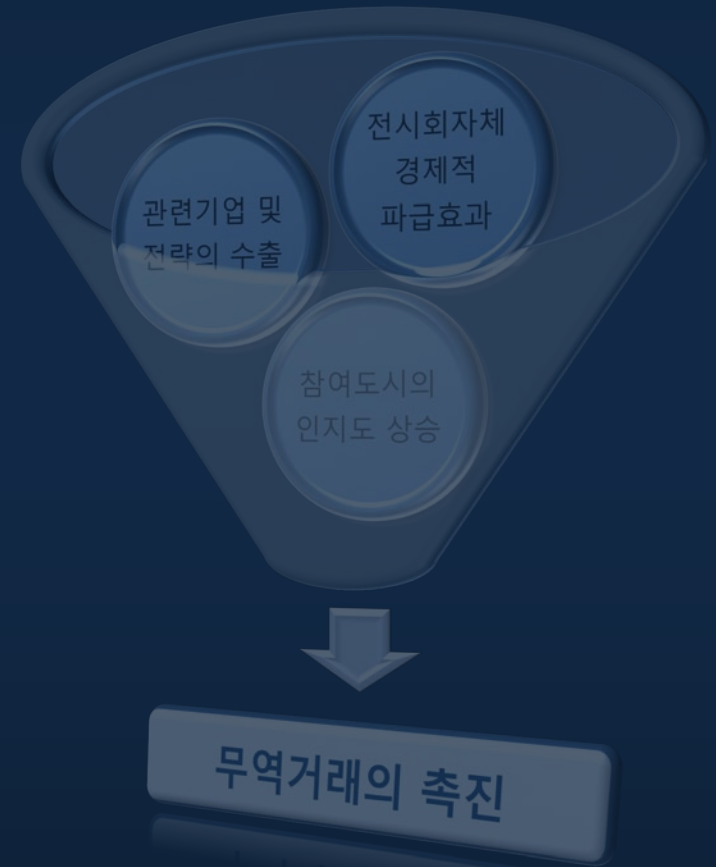 전시회자체
경제적
파급효과
관련기업 및
전략의 수출
참여도시의
인지도 상승
무역거래의 촉진